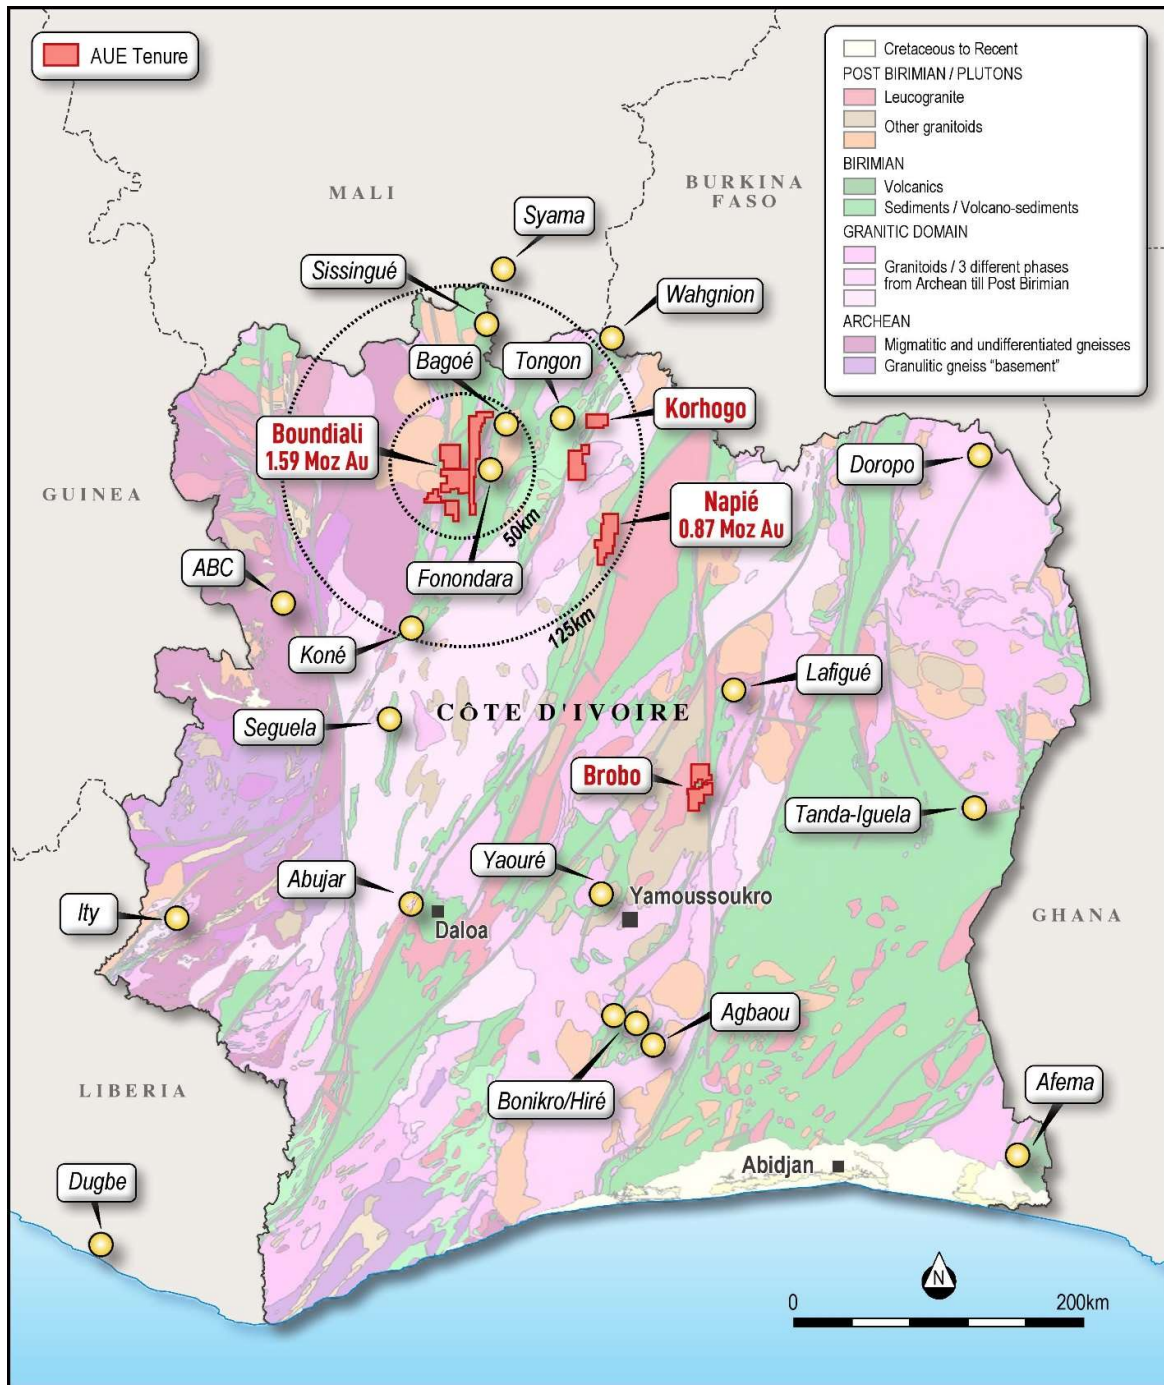 AUE Tenure
Cretaceous to Recent
POST BIRIMIAN / PLUTONS
Leucogranite
Other granitoids
BIRIMIAN
Volcanics
Sediments / Volcano-sediments
GRANITIC DOMAIN
Granitoids / 3 different phases
from Archean till Post Birimian
ARCHEAN
Migmatitic and undifferentiated gneisses
Granulitic gneiss "basement"
MALI
BURKINA
FASO
Syama
Sissingué
Wahgnion
Bagoé
Tongon
Korhogo
Boundiali
1.59 Moz Au
Doropo
GUINEA
Napié
0.87 Moz Au
50km
ABC
Fonondara
125km
Koné
Lafigué
CÔTE D'IVOIRE
Seguela
Brobo
Tanda-Iguela
Yaouré
Abujar
Yamoussoukro
Ity
Daloa
GHANA
Agbaou
LIBERIA
Bonikro/Hiré
Afema
Abidjan
Dugbe
N
0 200km